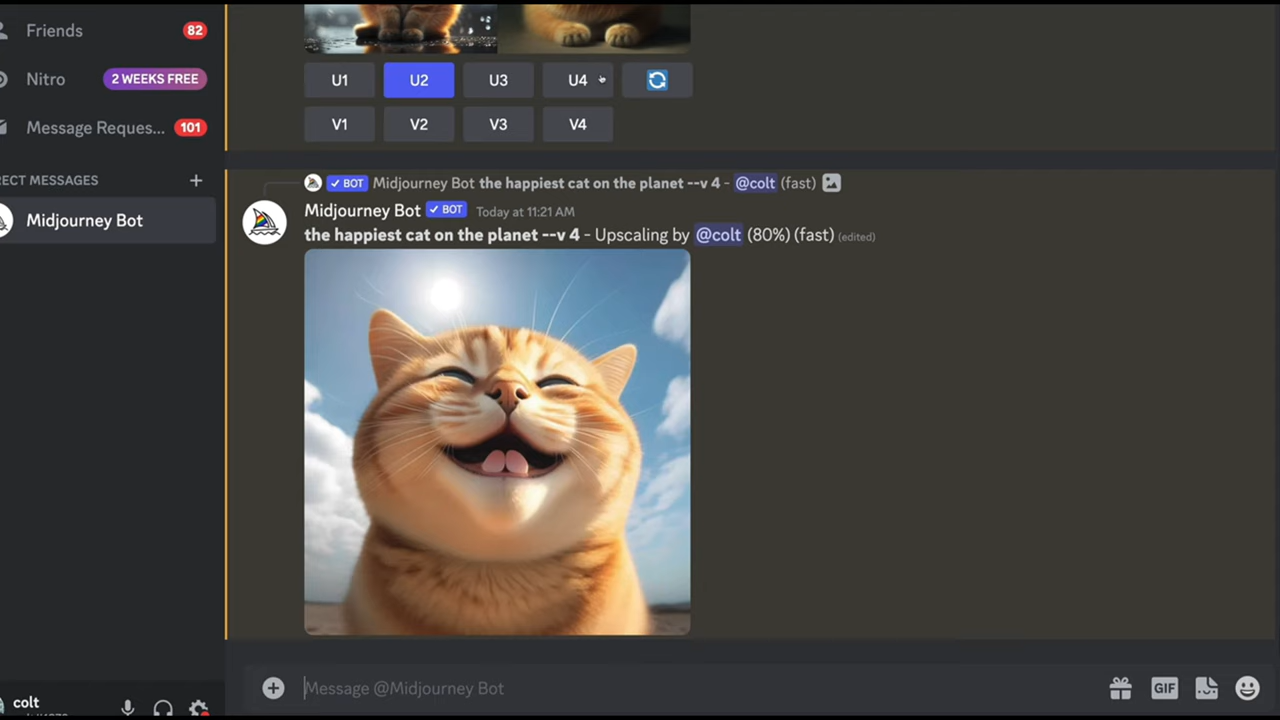 Friends
82
Nitro
2 WEEKS FREE
Message Reques...
101
RECT MESSAGES
+
Midjourney Bot
U1 U2 U3 U4
V1 V2 V3 V4
✓ BOT Midjourney Bot the happiest cat on the planet --v 4 - @colt (fast)
Midjourney Bot ✓ BOT Today at 11:21 AM
the happiest cat on the planet --v 4 - Upscaling by @colt (80%) (fast) (edited)
Message @Midjourney Bot
GIF
colt